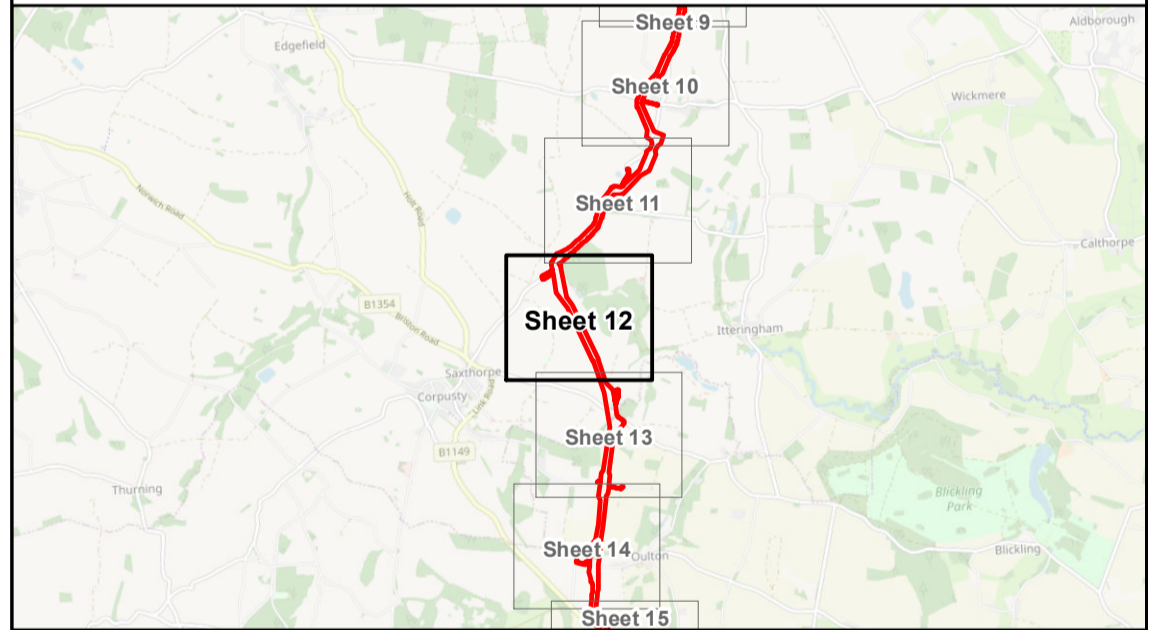 Sheet 9
Aldborough
Edgefield
Sheet 10
Wickmere
Norwich Road
Holt Road
Sheet 11
Calthorpe
B1354
Briston Road
Sheet 12
Itteringham
Saxthorpe
Corpusty
Link Road
Sheet 13
B1149
Thurning
Blickling
Park
Sheet 14
Oulton
Blickling
Sheet 15